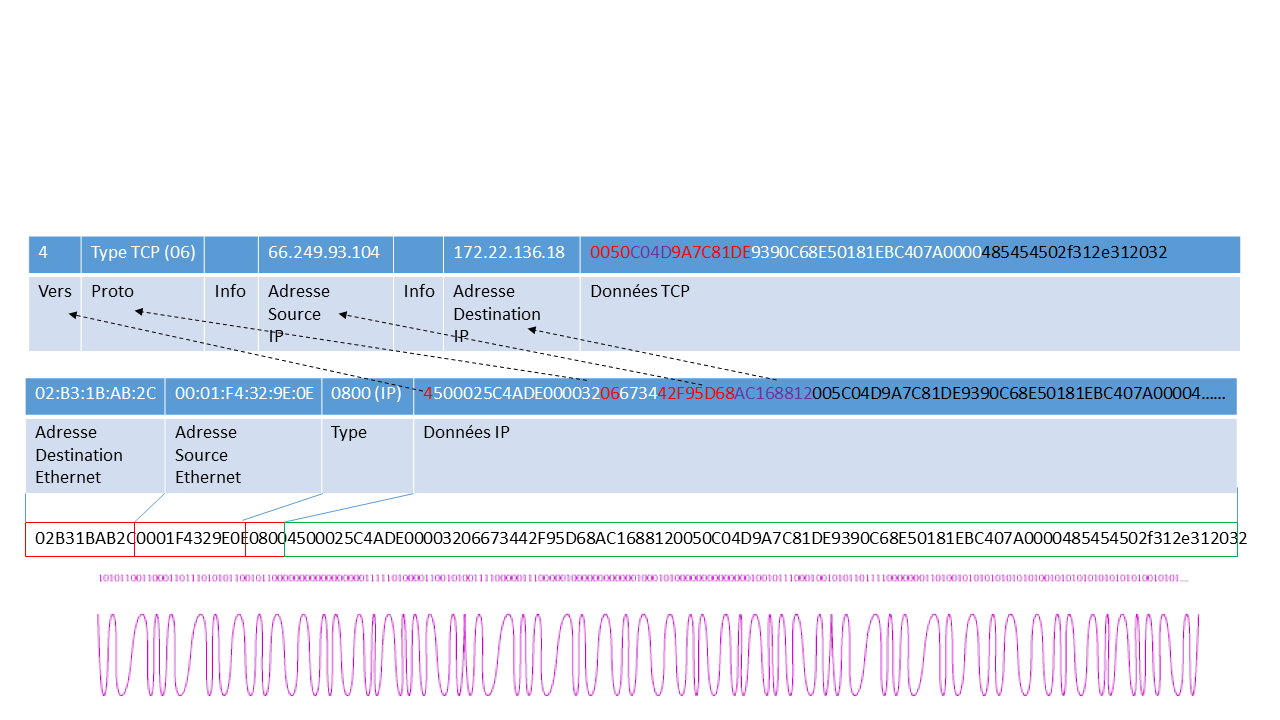 4 Type TCP (06) 66.249.93.104 172.22.136.18 0050C04D9A7C81DE9390C68E50181EBC407A0000485454502f312e312032
Vers Proto Info Adresse Source IP Info Adresse Destination IP Données TCP
02:B3:1B:AB:2C 00:01:F4:32:9E:0E 0800 (IP) 4500025C4ADE00003206673442F95D68AC168812005C04D9A7C81DE9390C68E50181EBC407A00004……
Adresse Destination Ethernet Adresse Source Ethernet Type Données IP
02B31BAB2C0001F4329E0E08004500025C4ADE00003206673442F95D68AC1688120050C04D9A7C81DE9390C68E50181EBC407A0000485454502f312e312032